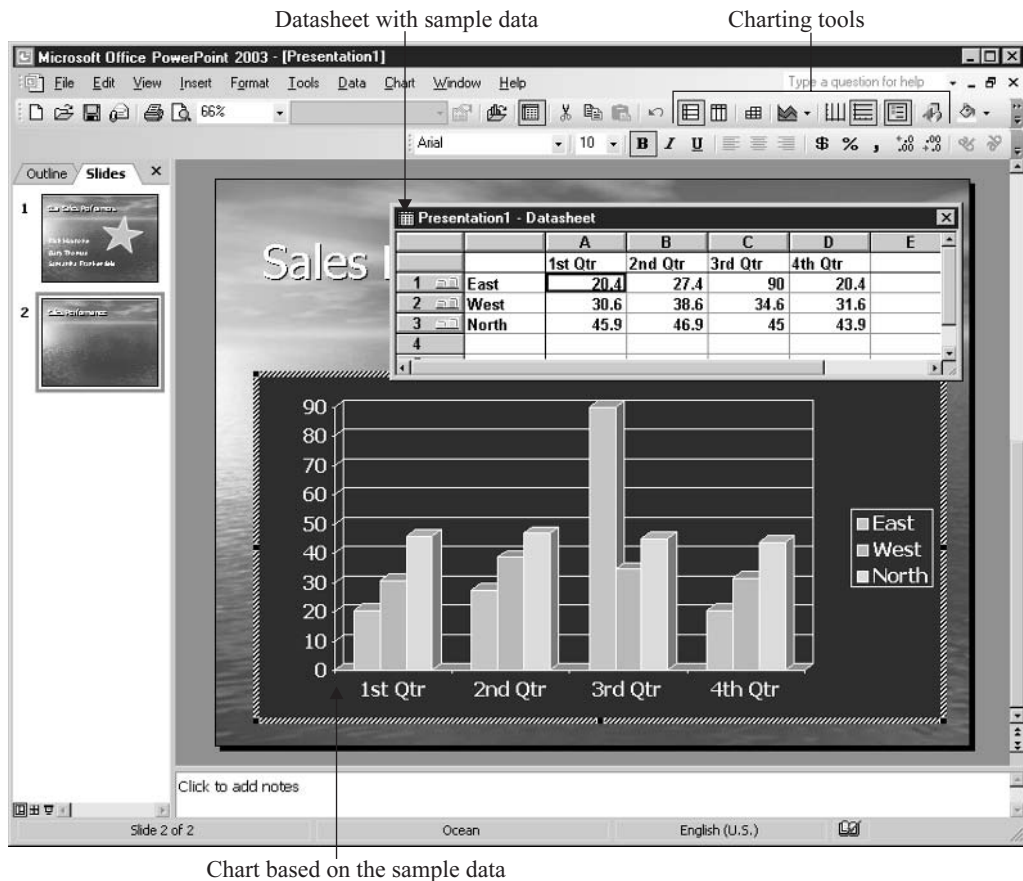 Datasheet with sample data
Charting tools
Microsoft Office PowerPoint 2003 - [Presentation1]
File Edit View Insert Format Tools Data Chart Window Help
Type a question for help
66%
Arial 10 B I U $ % , .00
Outline Slides
1
2 Sales Performance
Sales
Presentation1 - Datasheet
A B C D E
1st Qtr 2nd Qtr 3rd Qtr 4th Qtr
1 East 20.4 27.4 90 20.4
2 West 30.6 38.6 34.6 31.6
3 North 45.9 46.9 45 43.9
4
90
80
70
60
50
40
30
20
10
0
1st Qtr 2nd Qtr 3rd Qtr 4th Qtr
East
West
North
Click to add notes
Slide 2 of 2 Ocean English (U.S.)
Chart based on the sample data